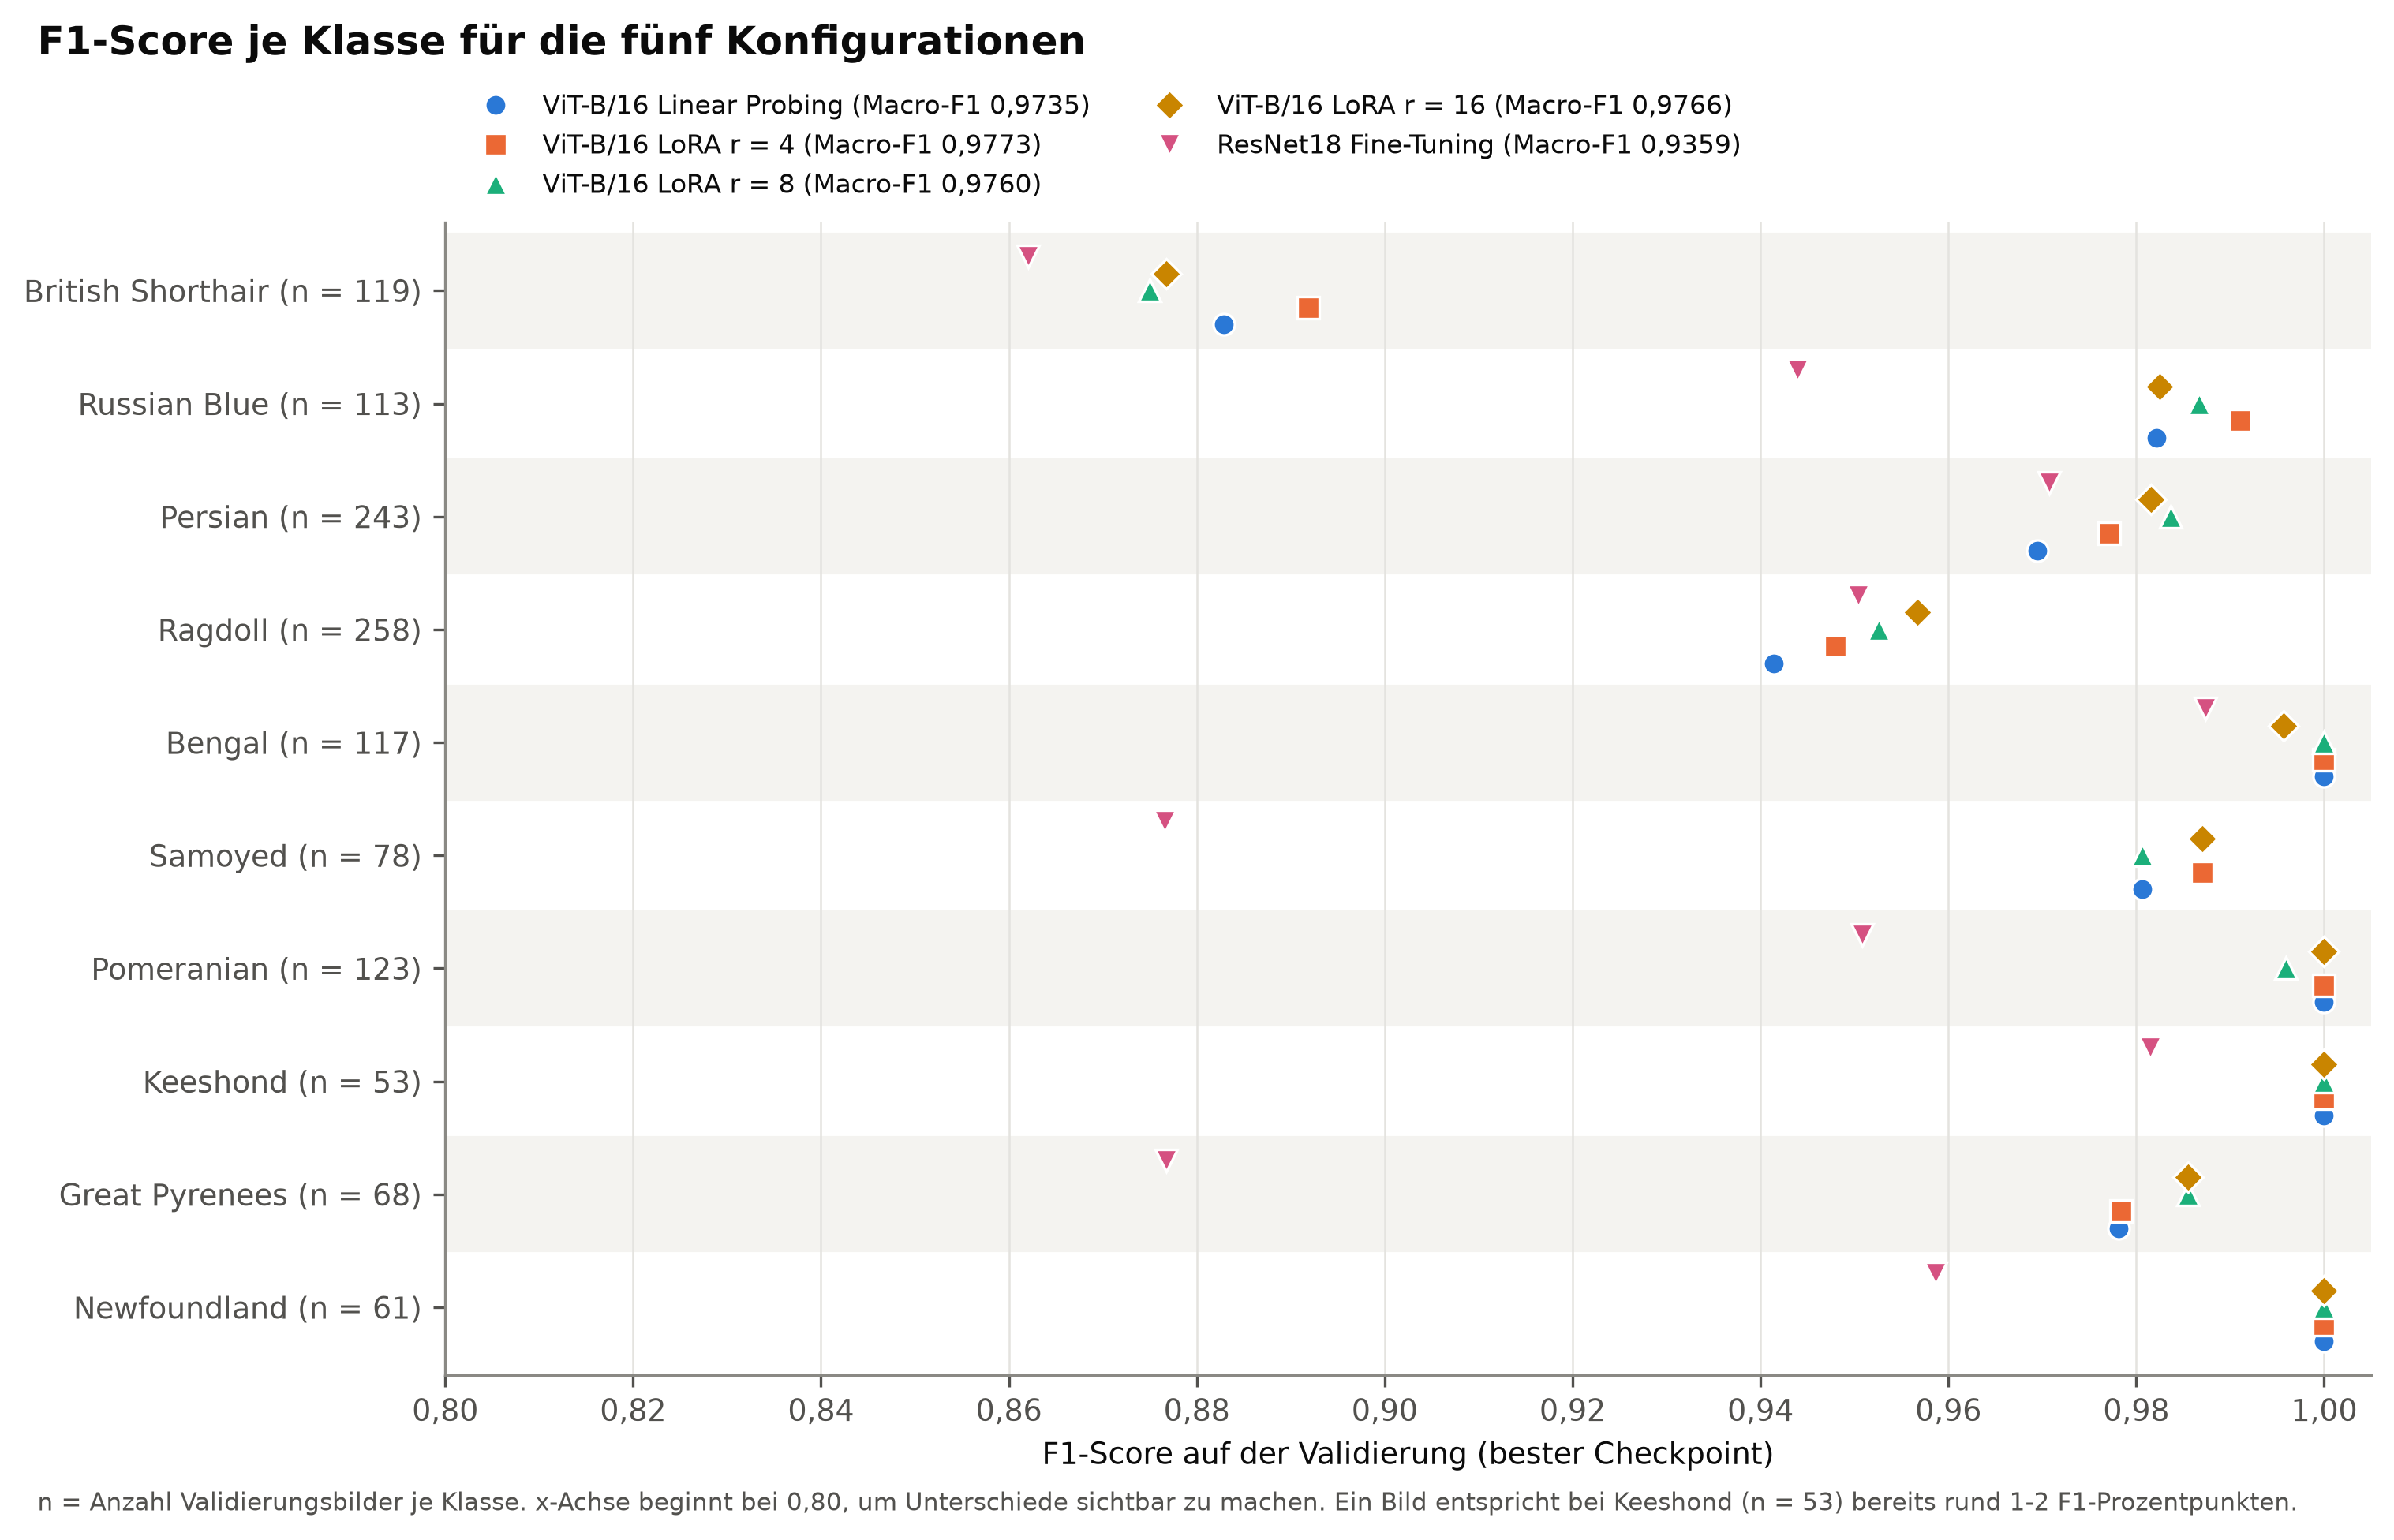 F1-Score je Klasse für die fünf Konfigurationen
ViT-B/16 Linear Probing (Macro-F1 0,9735)
ViT-B/16 LoRA r = 4 (Macro-F1 0,9773)
ViT-B/16 LoRA r = 8 (Macro-F1 0,9760)
ViT-B/16 LoRA r = 16 (Macro-F1 0,9766)
ResNet18 Fine-Tuning (Macro-F1 0,9359)
British Shorthair (n = 119)
Russian Blue (n = 113)
Persian (n = 243)
Ragdoll (n = 258)
Bengal (n = 117)
Samoyed (n = 78)
Pomeranian (n = 123)
Keeshond (n = 53)
Great Pyrenees (n = 68)
Newfoundland (n = 61)
0,80 0,82 0,84 0,86 0,88 0,90 0,92 0,94 0,96 0,98 1,00
F1-Score auf der Validierung (bester Checkpoint)
n = Anzahl Validierungsbilder je Klasse. x-Achse beginnt bei 0,80, um Unterschiede sichtbar zu machen. Ein Bild entspricht bei Keeshond (n = 53) bereits rund 1-2 F1-Prozentpunkten.